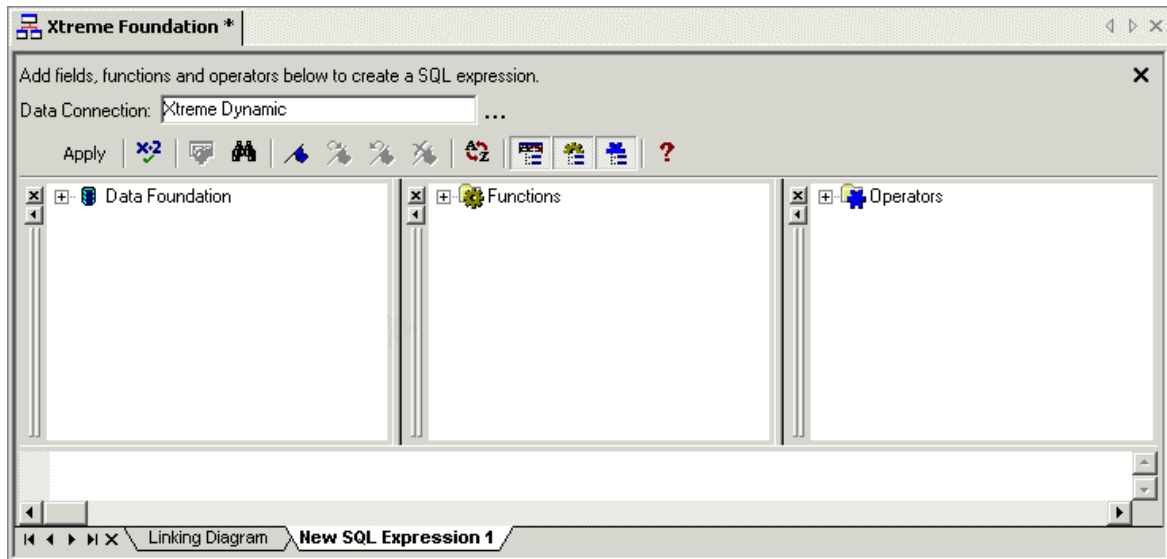 Xtreme Foundation *
Add fields, functions and operators below to create a SQL expression.
Data Connection: Xtreme Dynamic ...
Apply X+2 A Z ?
Data Foundation Functions Operators
Linking Diagram New SQL Expression 1